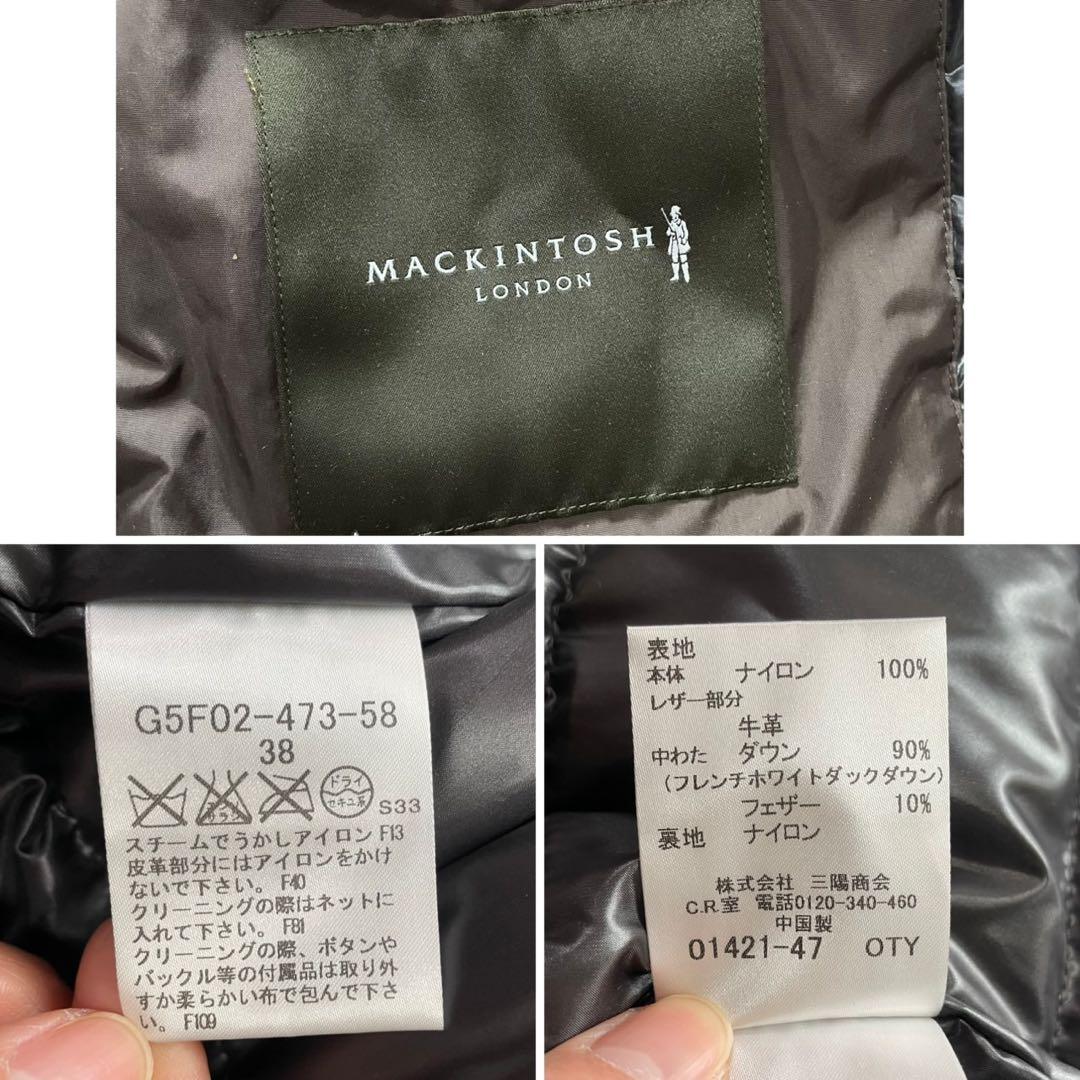 MACKINTOSH
LONDON
G5F02-473-58
38
エンソサラシ
ドライ
セキユ系
S33
スチームでうかしアイロン F13
皮革部分にはアイロンをかけ
ないで下さい。 F40
クリーニングの際はネットに
入れて下さい。 F81
クリーニングの際、ボタンや
バックル等の付属品は取り外
すか柔らかい布で包んで下さ
い。 F109
表地
本体 ナイロン 100%
レザー部分
牛革
中わた ダウン 90%
(フレンチホワイトダックダウン)
フェザー 10%
裏地 ナイロン
株式会社 三陽商会
C.R.室 電話0120-340-460
中国製
01421-47 OTY